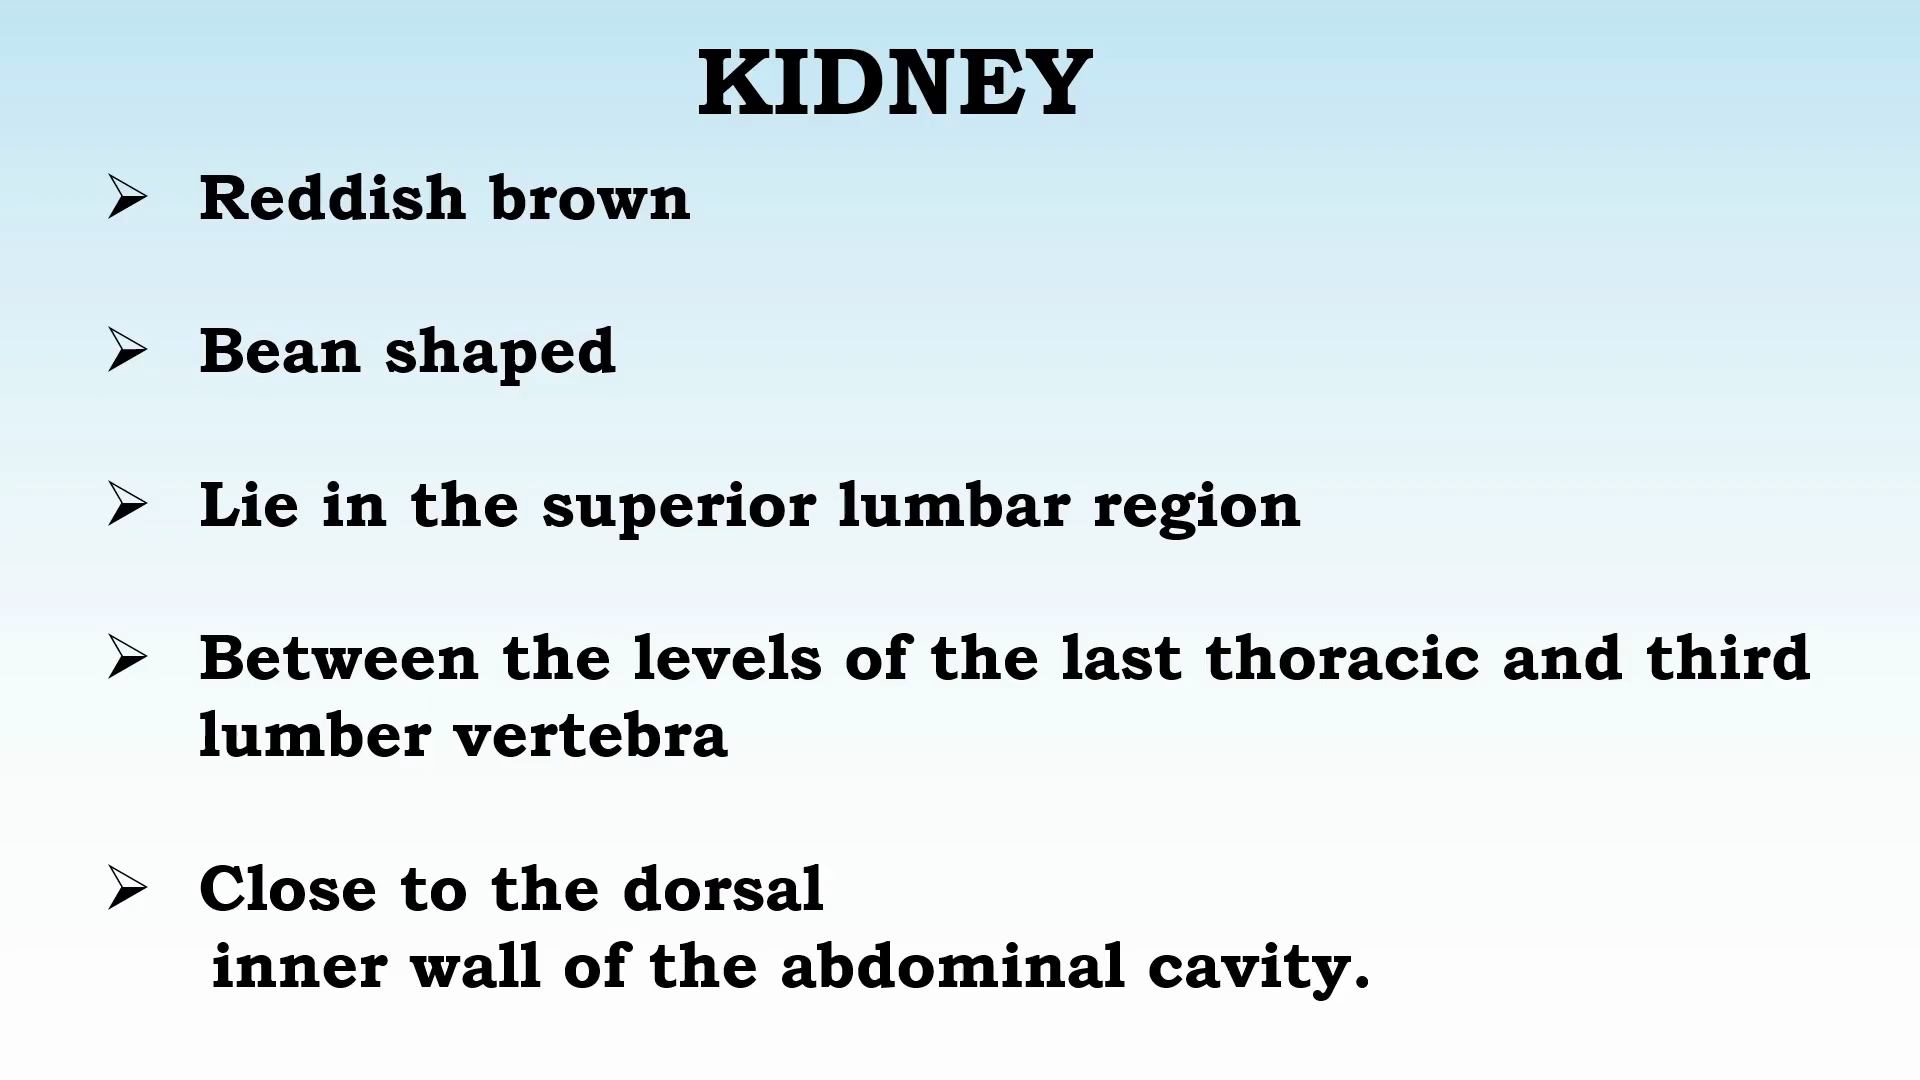 KIDNEY
➢ Reddish brown
➢ Bean shaped
➢ Lie in the superior lumbar region
➢ Between the levels of the last thoracic and third
lumber vertebra
➢ Close to the dorsal
inner wall of the abdominal cavity.